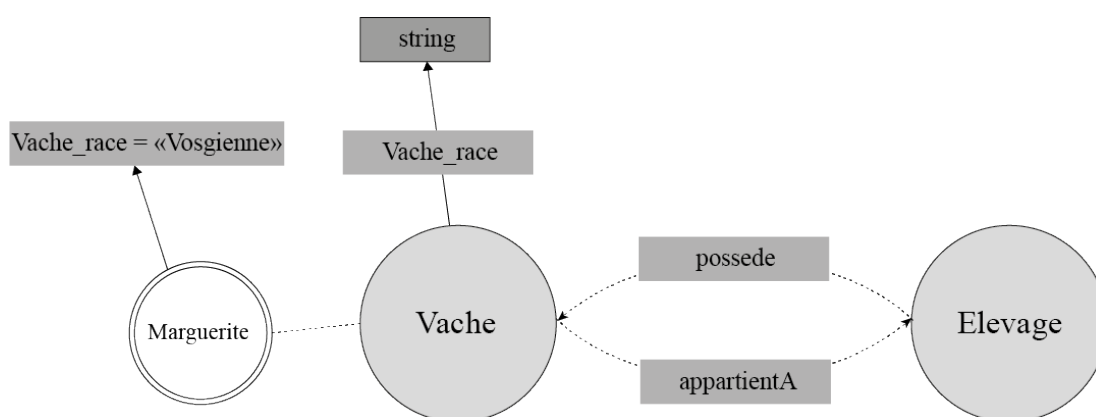 string
Vache_race = «Vosgienne»
Vache_race
possede
Marguerite
Vache
Elevage
appartientA